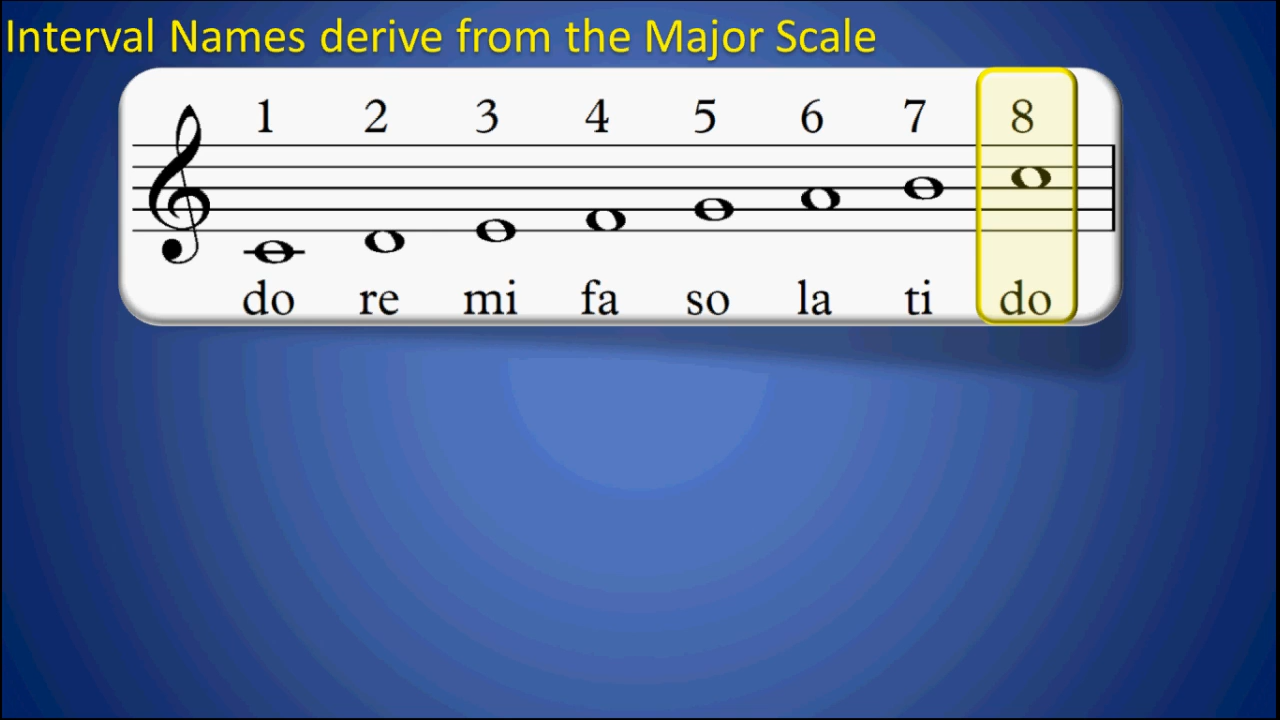 Interval Names derive from the Major Scale
1 2 3 4 5 6 7 8
do re mi fa so la ti do